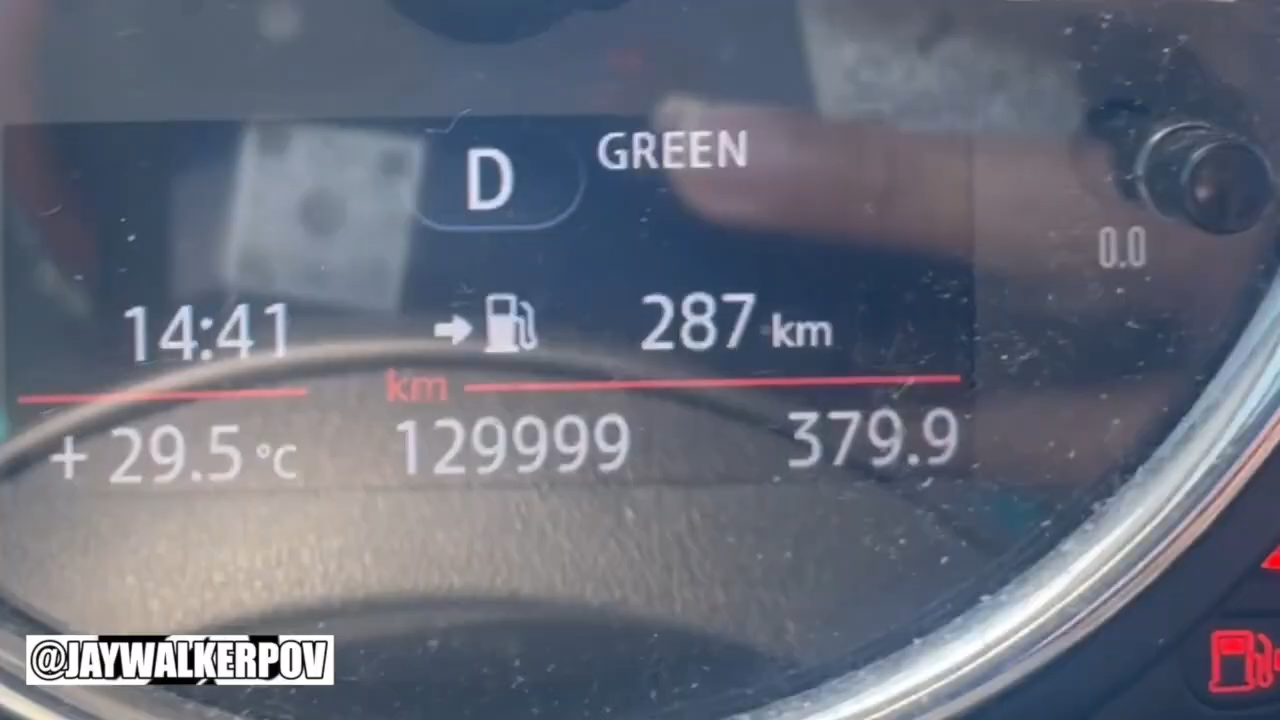 D
GREEN
0.0
14:41
287 km
km
+ 29.5 °C
129999
379.9
@JAYWALKERPOV